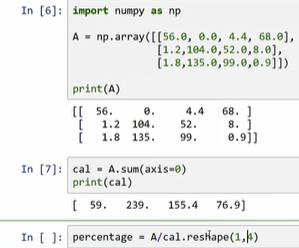 In [6]: import numpy as np
A = np.array([[56.0, 0.0, 4.4, 68.0],
[1.2,104.0,52.0,8.0],
[1.8,135.0,99.0,0.9]])
print(A)
[[ 56. 0. 4.4 68. ]
[ 1.2 104. 52. 8. ]
[ 1.8 135. 99. 0.9]]
In [7]: cal = A.sum(axis=0)
print(cal)
[ 59. 239. 155.4 76.9]
In [ ]: percentage = A/cal.reshape(1,4)